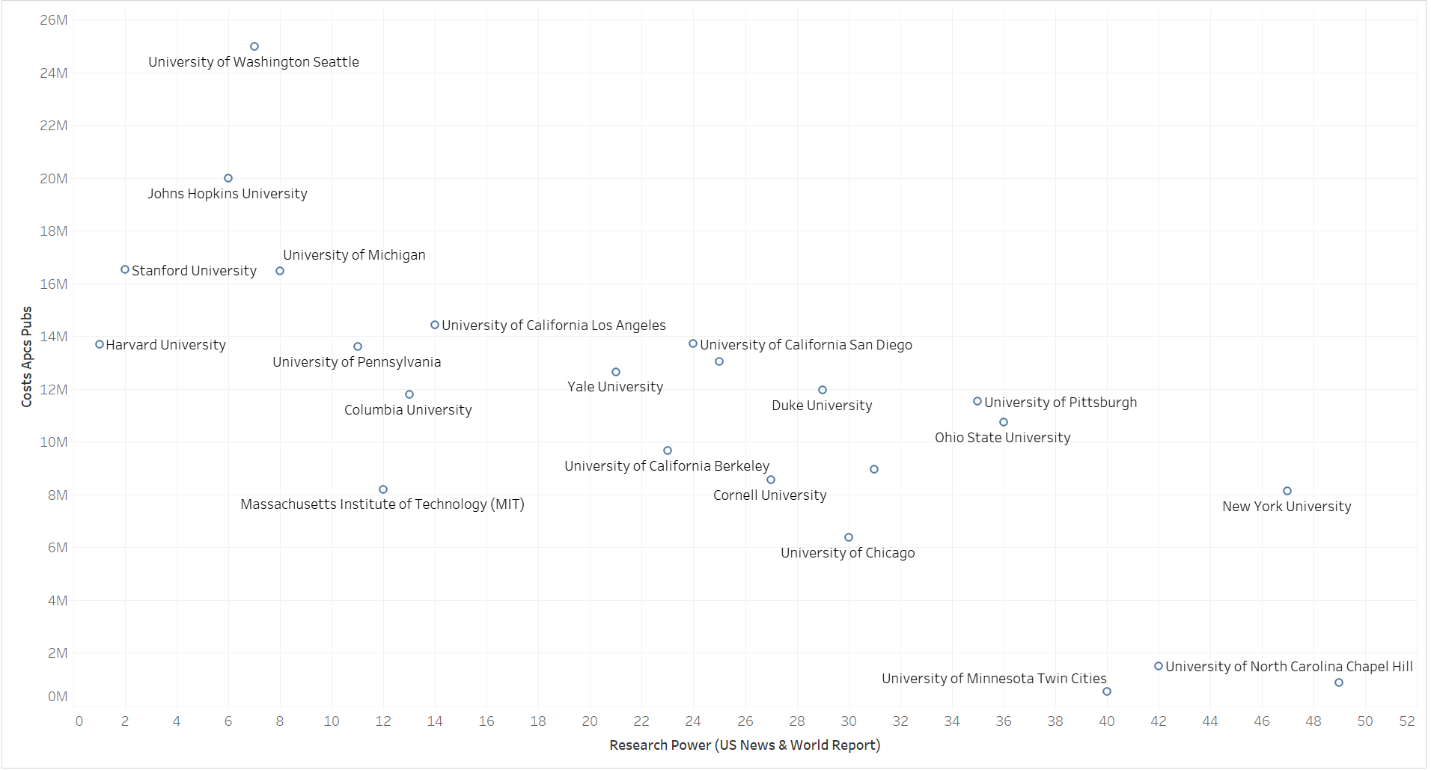 26M
University of Washington Seattle
24M
22M
20M
Johns Hopkins University
18M
University of Michigan
Stanford University
16M
University of California Los Angeles
14M
Harvard University
University of California San Diego
University of Pennsylvania
Yale University
12M
Columbia University
Duke University
University of Pittsburgh
Ohio State University
10M
University of California Berkeley
Cornell University
8M
Massachusetts Institute of Technology (MIT)
New York University
6M
University of Chicago
4M
2M
University of North Carolina Chapel Hill
University of Minnesota Twin Cities
0M
Costs Apcs Pubs
0 2 4 6 8 10 12 14 16 18 20 22 24 26 28 30 32 34 36 38 40 42 44 46 48 50 52
Research Power (US News & World Report)